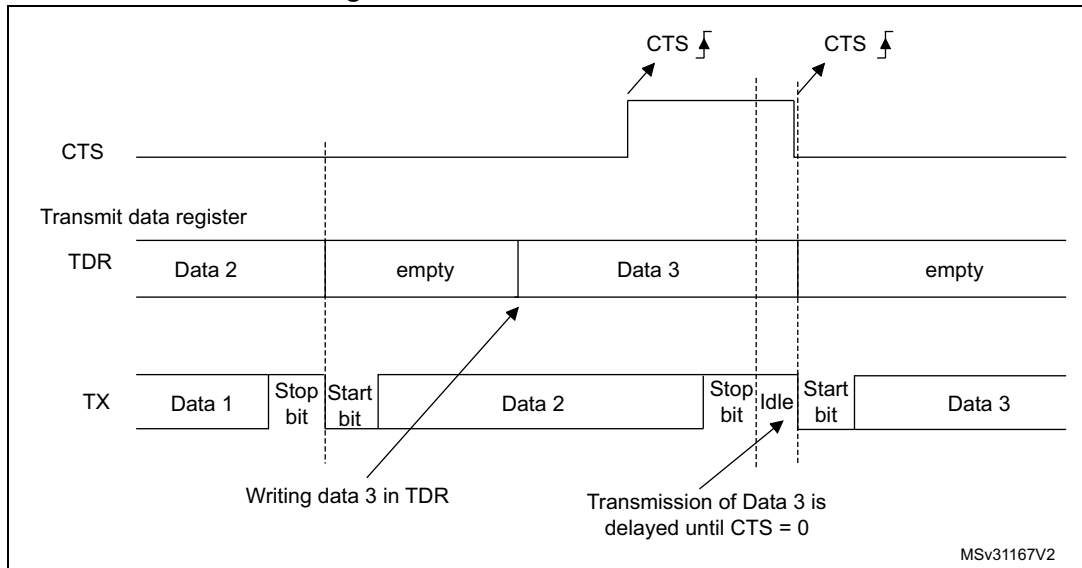 CTS CTS
CTS
Transmit data register
TDR Data 2 empty Data 3 empty
TX Data 1 Stop bit Start bit Data 2 Stop bit Idle Start bit Data 3
Writing data 3 in TDR
Transmission of Data 3 is
delayed until CTS = 0
MSv31167V2